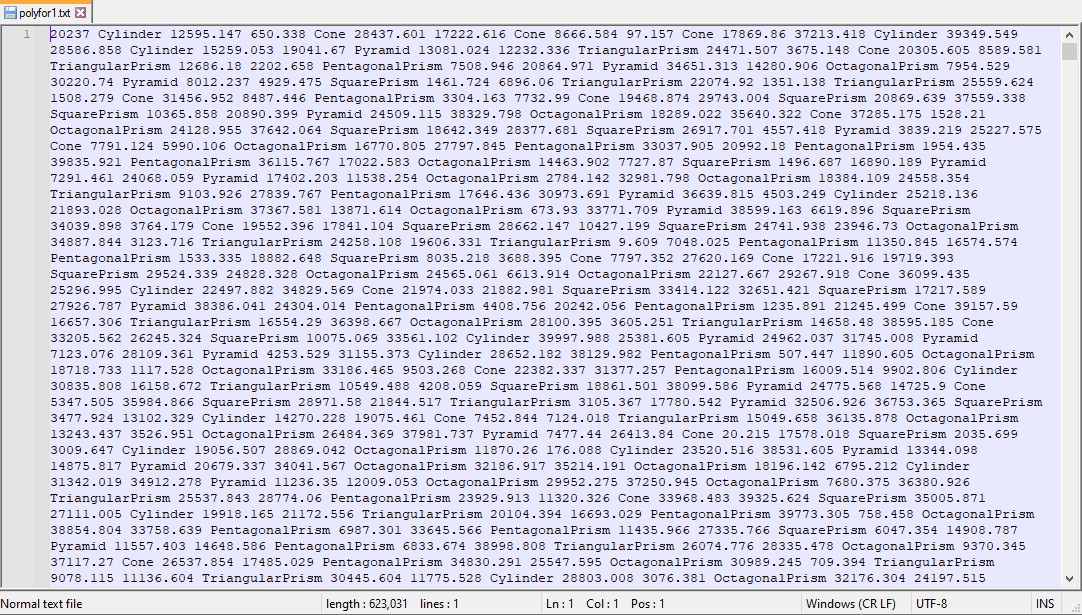 polyfor1.txt
1
20237 Cylinder 12595.147 650.338 Cone 28437.601 17222.616 Cone 8666.584 97.157 Cone 17869.86 37213.418 Cylinder 39349.549
28586.858 Cylinder 15259.053 19041.67 Pyramid 13081.024 12232.336 TriangularPrism 24471.507 3675.148 Cone 20305.605 8589.581
TriangularPrism 12686.18 2202.658 PentagonalPrism 7508.946 20864.971 Pyramid 34651.313 14280.906 OctagonalPrism 7954.529
30220.74 Pyramid 8012.237 4929.475 SquarePrism 1461.724 6896.06 TriangularPrism 22074.92 1351.138 TriangularPrism 25559.624
1508.279 Cone 31456.952 8487.446 PentagonalPrism 3304.163 7732.99 Cone 19468.874 29743.004 SquarePrism 20869.639 37559.338
SquarePrism 10365.858 20890.399 Pyramid 24509.115 38329.798 OctagonalPrism 18289.022 35640.322 Cone 37285.175 1528.21
OctagonalPrism 24128.955 37642.064 SquarePrism 18642.349 28377.681 SquarePrism 26917.701 4557.418 Pyramid 3839.219 25227.575
Cone 7791.124 5990.106 OctagonalPrism 16770.805 27797.845 PentagonalPrism 33037.905 20992.18 PentagonalPrism 1954.435
39835.921 PentagonalPrism 36115.767 17022.583 OctagonalPrism 14463.902 7727.87 SquarePrism 1496.687 16890.189 Pyramid
7291.461 24068.059 Pyramid 17402.203 11538.254 OctagonalPrism 2784.142 32981.798 OctagonalPrism 18384.109 24558.354
TriangularPrism 9103.926 27839.767 PentagonalPrism 17646.436 30973.691 Pyramid 36639.815 4503.249 Cylinder 25218.136
21893.028 OctagonalPrism 37367.581 13871.614 OctagonalPrism 673.93 33771.709 Pyramid 38599.163 6619.896 SquarePrism
34039.898 3764.179 Cone 19552.396 17841.104 SquarePrism 28662.147 10427.199 SquarePrism 24741.938 23946.73 OctagonalPrism
34887.844 3123.716 TriangularPrism 24258.108 19606.331 TriangularPrism 9.609 7048.025 PentagonalPrism 11350.845 16574.574
PentagonalPrism 1533.335 18882.648 SquarePrism 8035.218 3688.395 Cone 7797.352 27620.169 Cone 17221.916 19719.393
SquarePrism 29524.339 24828.328 OctagonalPrism 24565.061 6613.914 OctagonalPrism 22127.667 29267.918 Cone 36099.435
25296.995 Cylinder 22497.882 34829.569 Cone 21974.033 21882.981 SquarePrism 33414.122 32651.421 SquarePrism 17217.589
27926.787 Pyramid 38386.041 24304.014 PentagonalPrism 4408.756 20242.056 PentagonalPrism 1235.891 21245.499 Cone 39157.59
16657.306 TriangularPrism 16554.29 36398.667 OctagonalPrism 28100.395 3605.251 TriangularPrism 14658.48 38595.185 Cone
33205.562 26245.324 SquarePrism 10075.069 33561.102 Cylinder 39997.988 25381.605 Pyramid 24962.037 31745.008 Pyramid
7123.076 28109.361 Pyramid 4253.529 31155.373 Cylinder 28652.182 38129.982 PentagonalPrism 507.447 11890.605 OctagonalPrism
18718.733 1117.528 OctagonalPrism 33186.465 9503.268 Cone 22382.337 31377.257 PentagonalPrism 16009.514 9902.806 Cylinder
30835.808 16158.672 TriangularPrism 10549.488 4208.059 SquarePrism 18861.501 38099.586 Pyramid 24775.568 14725.9 Cone
5347.505 35984.866 SquarePrism 28971.58 21844.517 TriangularPrism 3105.367 17780.542 Pyramid 32506.926 36753.365 SquarePrism
3477.924 13102.329 Cylinder 14270.228 19075.461 Cone 7452.844 7124.018 TriangularPrism 15049.658 36135.878 OctagonalPrism
13243.437 3526.951 OctagonalPrism 26484.369 37981.737 Pyramid 7477.44 26413.84 Cone 20.215 17578.018 SquarePrism 2035.699
3009.647 Cylinder 19056.507 28869.042 OctagonalPrism 11870.26 176.088 Cylinder 23520.516 38531.605 Pyramid 13344.098
14875.817 Pyramid 20679.337 34041.567 OctagonalPrism 32186.917 35214.191 OctagonalPrism 18196.142 6795.212 Cylinder
31342.019 34912.278 Pyramid 11236.35 12009.053 OctagonalPrism 29952.275 37250.945 OctagonalPrism 7680.375 36380.926
TriangularPrism 25537.843 28774.06 PentagonalPrism 23929.913 11320.326 Cone 33968.483 39325.624 SquarePrism 35005.871
27111.005 Cylinder 19918.165 21172.556 TriangularPrism 20104.394 16693.029 PentagonalPrism 39773.305 758.458 OctagonalPrism
38854.804 33758.639 PentagonalPrism 6987.301 33645.566 PentagonalPrism 11435.966 27335.766 SquarePrism 6047.354 14908.787
Pyramid 11557.403 14648.586 PentagonalPrism 6833.674 38998.808 TriangularPrism 26074.776 28335.478 OctagonalPrism 9370.345
37117.27 Cone 26537.854 17485.029 PentagonalPrism 34830.291 25547.595 OctagonalPrism 30989.245 709.394 TriangularPrism
9078.115 11136.604 TriangularPrism 30445.604 11775.528 Cylinder 28803.008 3076.381 OctagonalPrism 32176.304 24197.515
Normal text file length : 623,031 lines : 1 Ln : 1 Col : 1 Pos : 1 Windows (CR LF) UTF-8 INS